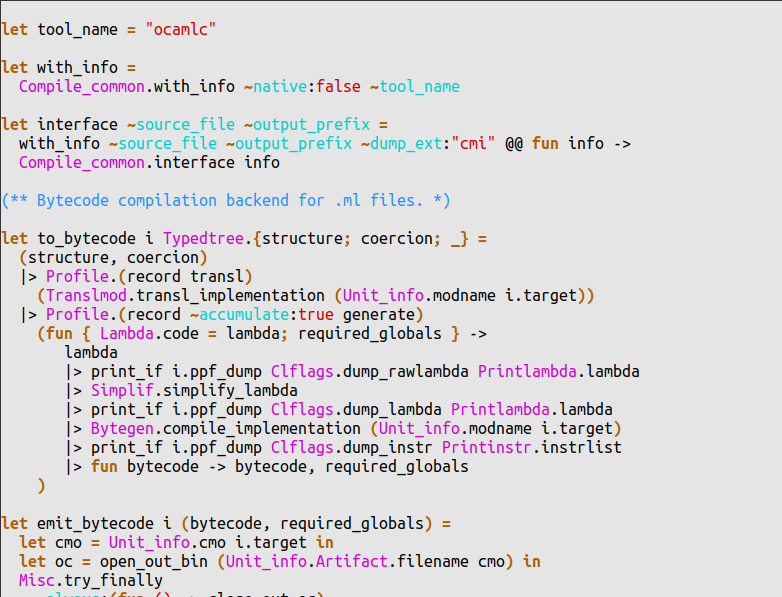 let tool_name = "ocamlc"
let with_info =
Compile_common.with_info ~native:false ~tool_name
let interface ~source_file ~output_prefix =
with_info ~source_file ~output_prefix ~dump_ext:"cmi" @@ fun info ->
Compile_common.interface info
(** Bytecode compilation backend for .ml files. *)
let to_bytecode i Typedtree.{structure; coercion; _} =
(structure, coercion)
|> Profile.(record transl)
(Translmod.transl_implementation (Unit_info.modname i.target))
|> Profile.(record ~accumulate:true generate)
(fun { Lambda.code = lambda; required_globals } ->
lambda
|> print_if i.ppf_dump Clflags.dump_rawlambda Printlambda.lambda
|> Simplif.simplify_lambda
|> print_if i.ppf_dump Clflags.dump_lambda Printlambda.lambda
|> Bytegen.compile_implementation (Unit_info.modname i.target)
|> print_if i.ppf_dump Clflags.dump_instr Printinstr.instrlist
|> fun bytecode -> bytecode, required_globals
)
let emit_bytecode i (bytecode, required_globals) =
let cmo = Unit_info.cmo i.target in
let oc = open_out_bin (Unit_info.Artifact.filename cmo) in
Misc.try_finally